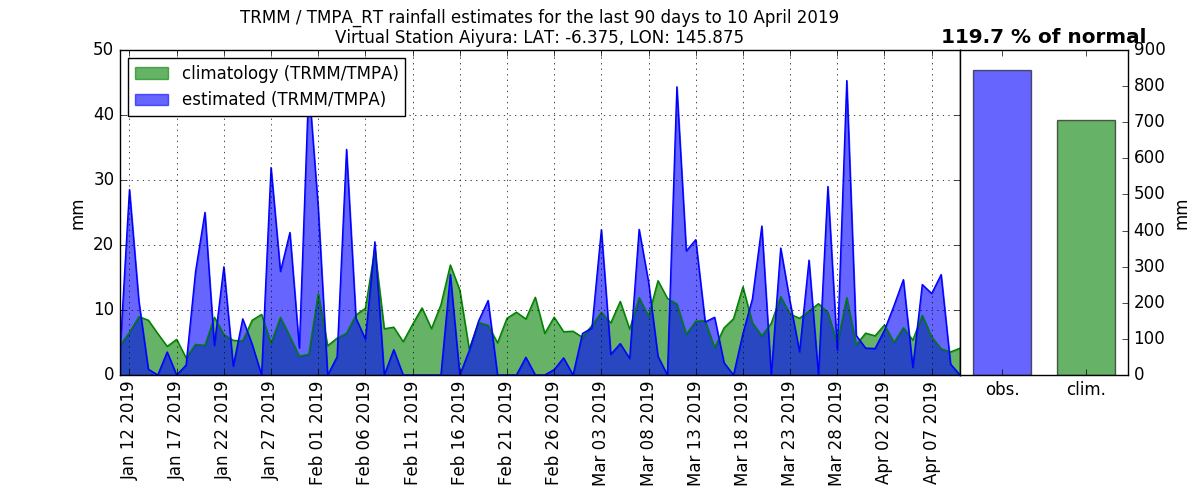 TRMM / TMPA_RT rainfall estimates for the last 90 days to 10 April 2019
Virtual Station Aiyura: LAT: -6.375, LON: 145.875
119.7 % of normal
climatology (TRMM/TMPA)
estimated (TRMM/TMPA)
mm
50
40
30
20
10
0
Jan 12 2019
Jan 17 2019
Jan 22 2019
Jan 27 2019
Feb 01 2019
Feb 06 2019
Feb 11 2019
Feb 16 2019
Feb 21 2019
Feb 26 2019
Mar 03 2019
Mar 08 2019
Mar 13 2019
Mar 18 2019
Mar 23 2019
Mar 28 2019
Apr 02 2019
Apr 07 2019
obs.
clim.
900
800
700
600
500
400
300
200
100
0
mm